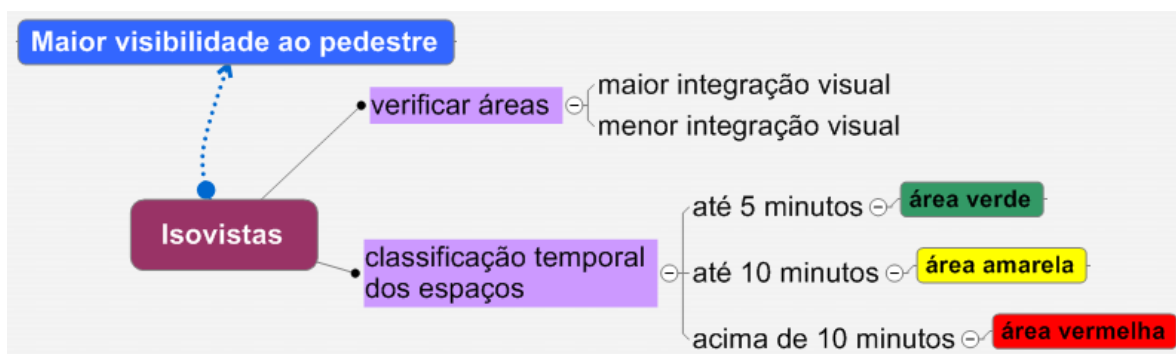 Maior visibilidade ao pedestre
verificar áreas
maior integração visual
menor integração visual
Isovistas
classificação temporal
dos espaços
até 5 minutos
área verde
até 10 minutos
área amarela
acima de 10 minutos
área vermelha